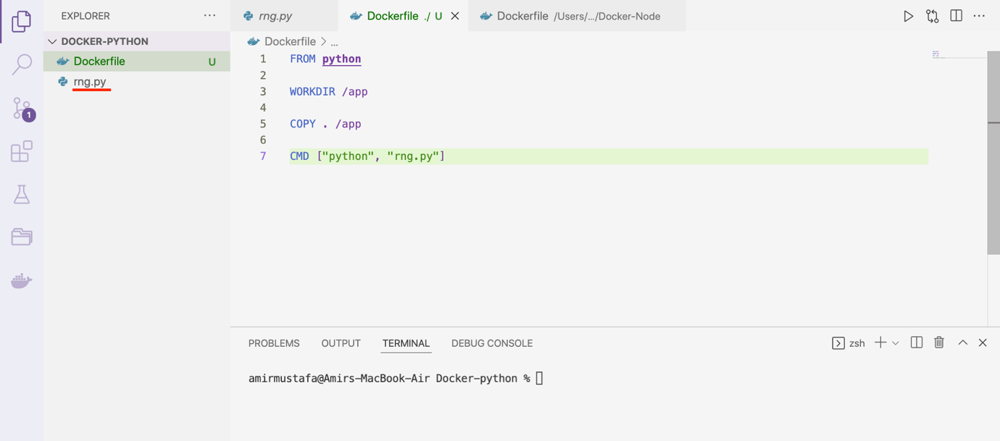 EXPLORER
rng.py
Dockerfile ./ U
Dockerfile /Users/.../Docker-Node
DOCKER-PYTHON
Dockerfile U
rng.py
1
Dockerfile > ...
1 FROM python
2
3 WORKDIR /app
4
5 COPY . /app
6
7 CMD ["python", "rng.py"]
PROBLEMS OUTPUT TERMINAL DEBUG CONSOLE
zsh
amirmustafa@Amirs-MacBook-Air Docker-python %